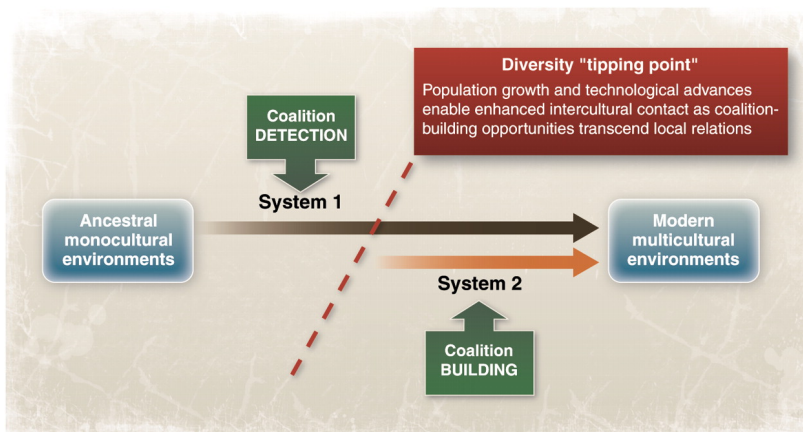 Diversity "tipping point"
Population growth and technological advances
enable enhanced intercultural contact as coalition-
building opportunities transcend local relations
Coalition
DETECTION
System 1
Ancestral
monocultural
environments
Modern
multicultural
environments
System 2
Coalition
BUILDING